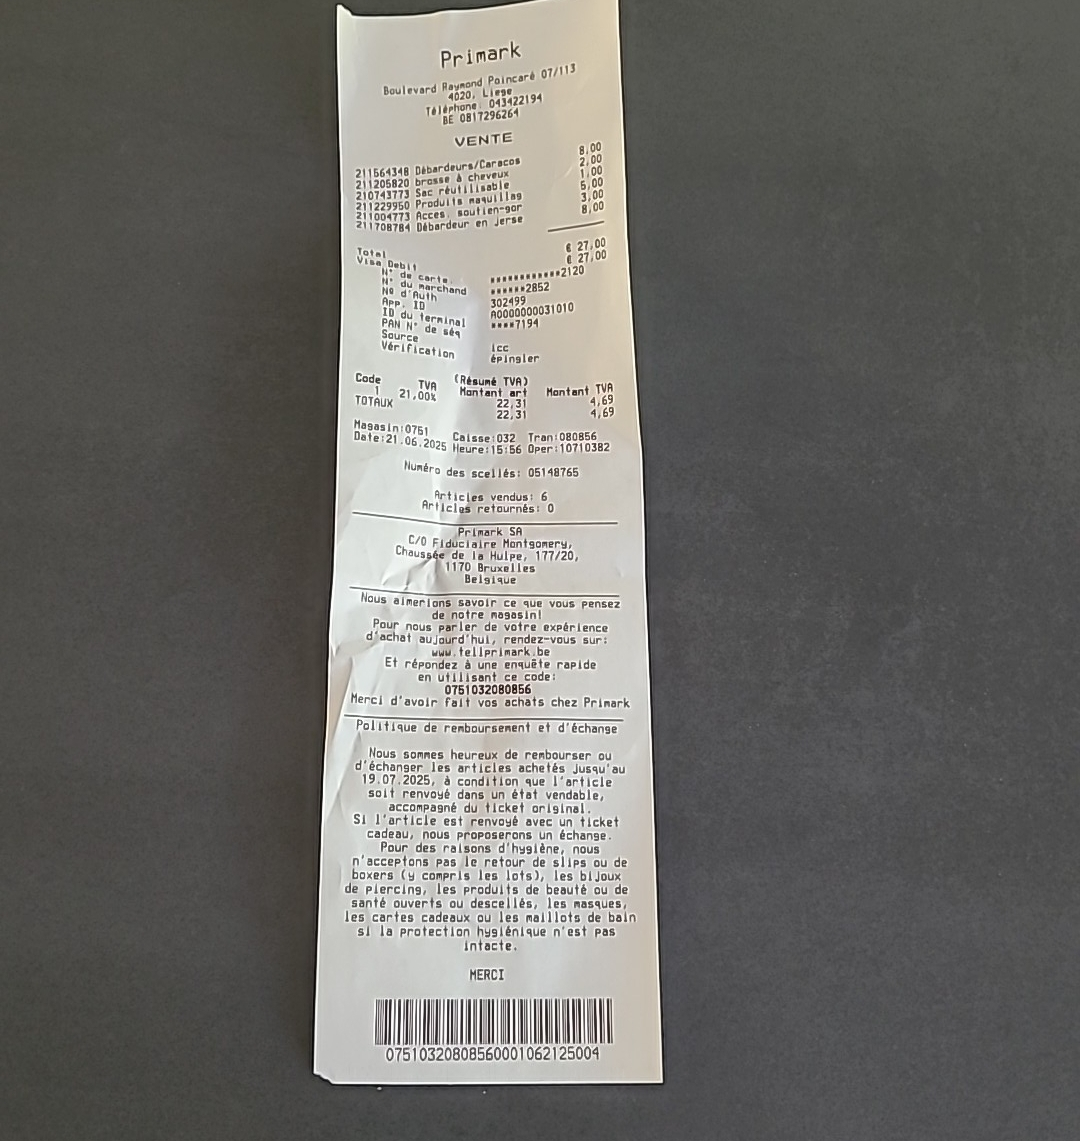 Primark
Boulevard Raymond Poincaré 07/113
4020, Liege
Téléphone: 043422194
BE 0817296264
VENTE
211564348 Débardeurs/Caracos 8,00
211205820 brosse à cheveux 2,00
210743773 Sac réutilisable 1,00
211229950 Produits maquillag 5,00
211004773 Acces. soutien-gor 3,00
211708784 Débardeur en jerse 8,00
Total € 27,00
Visa Debit € 27,00
N° de carte. ************2120
N° du marchand ******2852
Nº d'Auth 302499
App. ID A0000000031010
ID du terminal ****7194
PAN N° de séq
Source icc
Vérification épingler
(Résumé TVA)
Code TVA Montant art Montant TVA
1 21,00% 22,31 4,69
TOTAUX 22,31 4,69
Magasin:0751 Caisse:032 Tran:080856
Date:21.06.2025 Heure:15:56 Oper:10710382
Numéro des scellés: 05148765
Articles vendus: 6
Articles retournés: 0
Primark SA
C/O Fiduciaire Montgomery,
Chaussée de la Hulpe, 177/20,
1170 Bruxelles
Belgique
Nous aimerions savoir ce que vous pensez
de notre magasin!
Pour nous parler de votre expérience
d'achat aujourd'hui, rendez-vous sur:
www.tellprimark.be
Et répondez à une enquête rapide
en utilisant ce code:
0751032080856
Merci d'avoir fait vos achats chez Primark
Politique de remboursement et d'échange
Nous sommes heureux de rembourser ou
d'échanger les articles achetés jusqu'au
19.07.2025, à condition que l'article
soit renvoyé dans un état vendable,
accompagné du ticket original.
Si l'article est renvoyé avec un ticket
cadeau, nous proposerons un échange.
Pour des raisons d'hygiène, nous
n'acceptons pas le retour de slips ou de
boxers (y compris les lots), les bijoux
de piercing, les produits de beauté ou de
santé ouverts ou descellés, les masques,
les cartes cadeaux ou les maillots de bain
si la protection hygiénique n'est pas
intacte.
MERCI
07510320808560001062125004